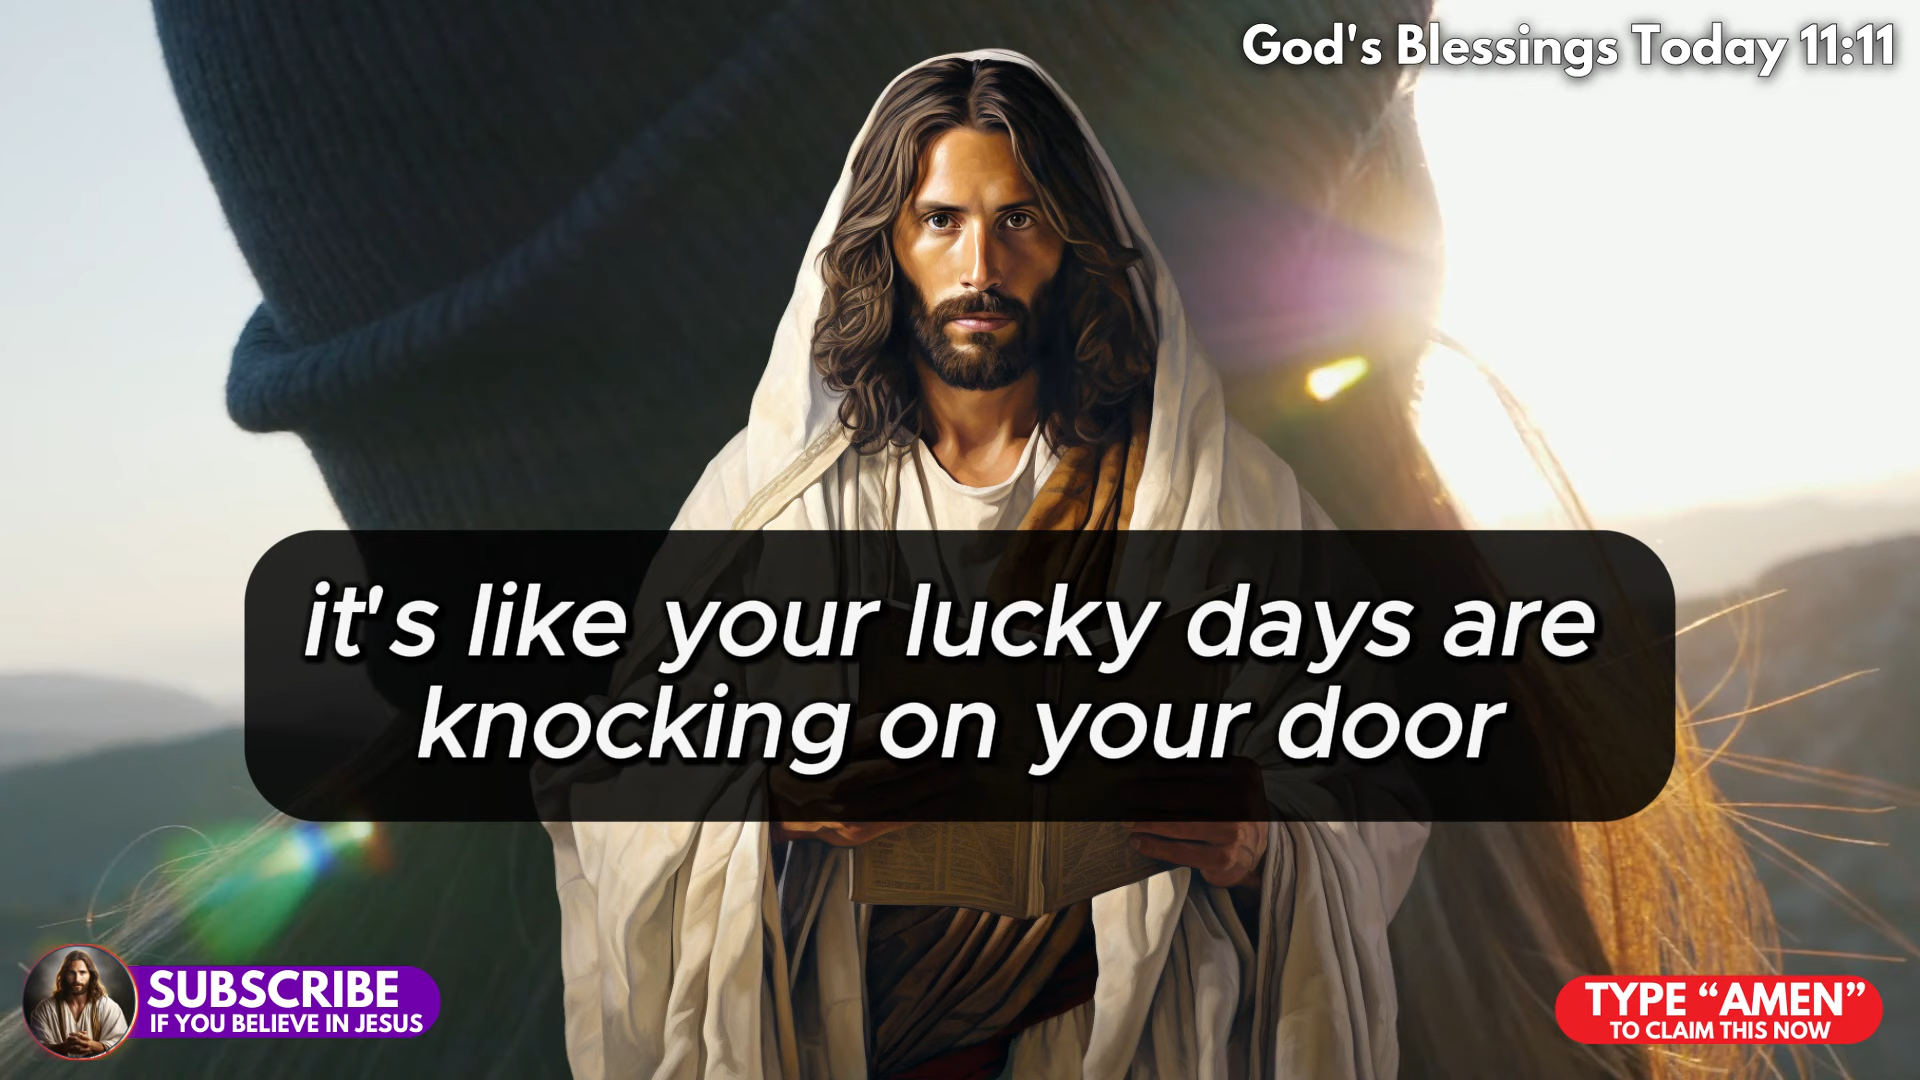 God's Blessings Today 11:11
it's like your lucky days are
knocking on your door
SUBSCRIBE
IF YOU BELIEVE IN JESUS
TYPE “AMEN”
TO CLAIM THIS NOW